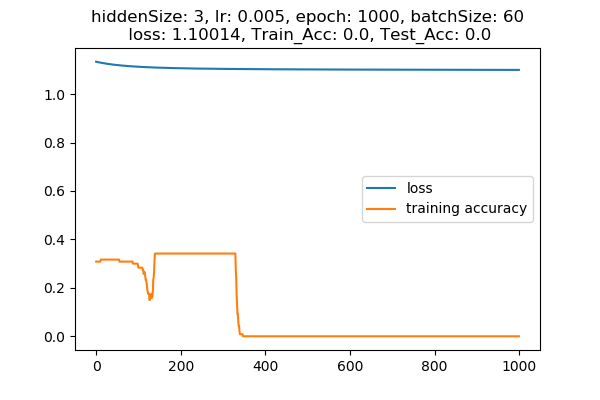 hiddenSize: 3, lr: 0.005, epoch: 1000, batchSize: 60
loss: 1.10014, Train_Acc: 0.0, Test_Acc: 0.0
1.0
0.8
0.6
loss
training accuracy
0.4
0.2
0.0
0 200 400 600 800 1000